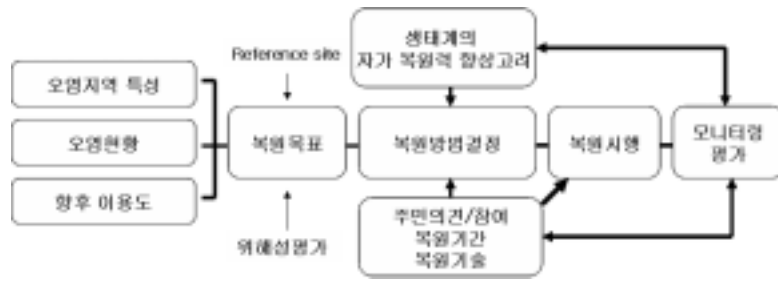 생태계의
자가 복원력 향상고려
Reference site
오염지역 특성
오염현황
향후 이용도
복원목표
복원방법결정
복원시행
모니터링
평가
위해성평가
주민의견/참여
복원기간
복원기술